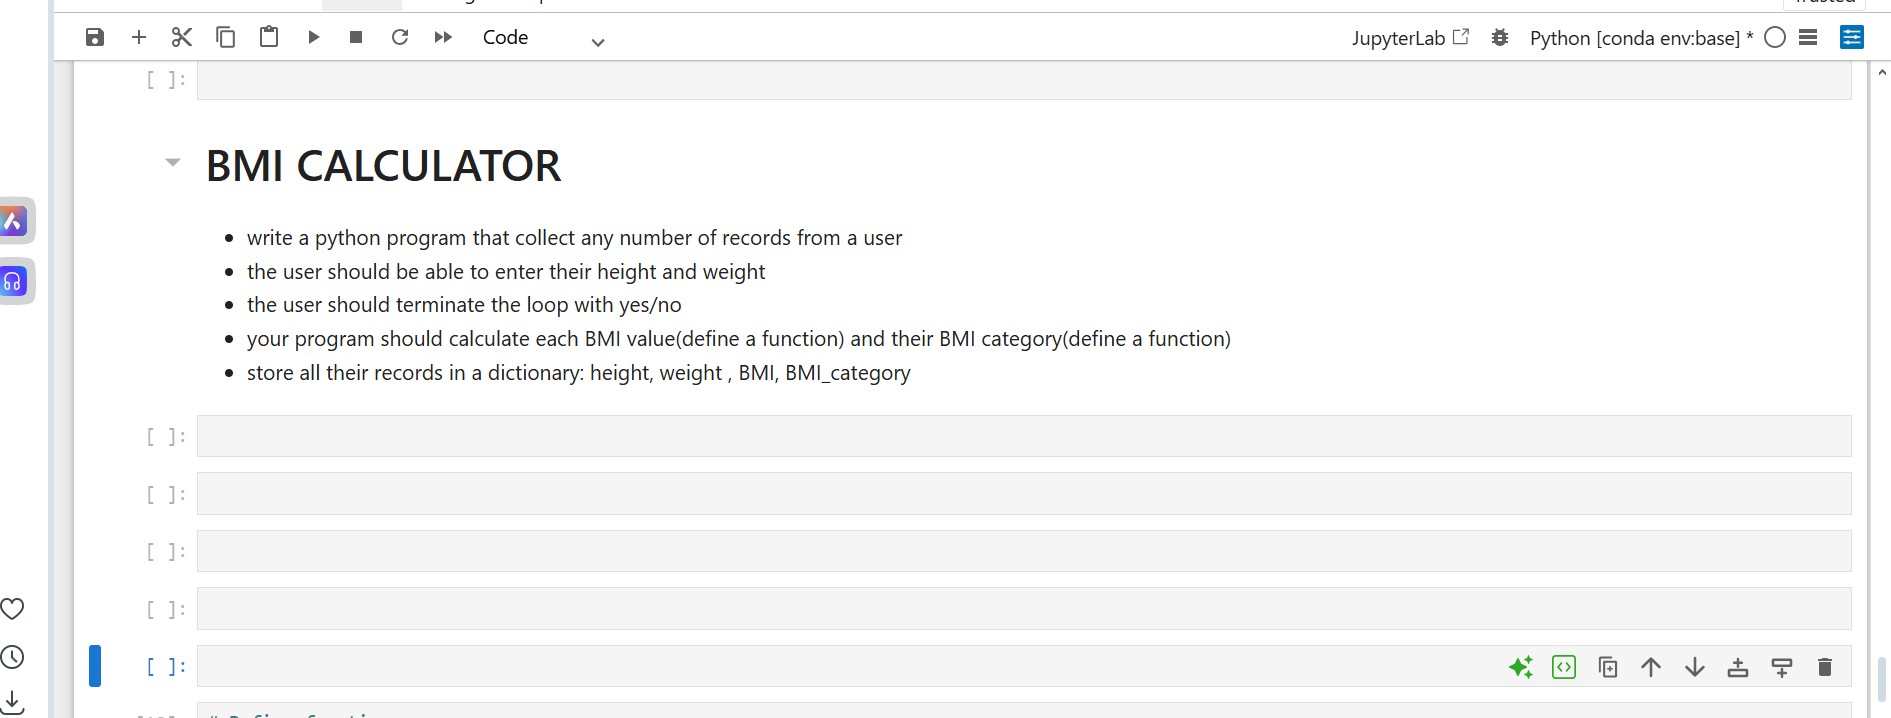 Code
JupyterLab
Python [conda env:base] *
[ ]:
BMI CALCULATOR
write a python program that collect any number of records from a user
the user should be able to enter their height and weight
the user should terminate the loop with yes/no
your program should calculate each BMI value(define a function) and their BMI category(define a function)
store all their records in a dictionary: height, weight , BMI, BMI_category
[ ]:
[ ]:
[ ]:
[ ]:
[ ]: